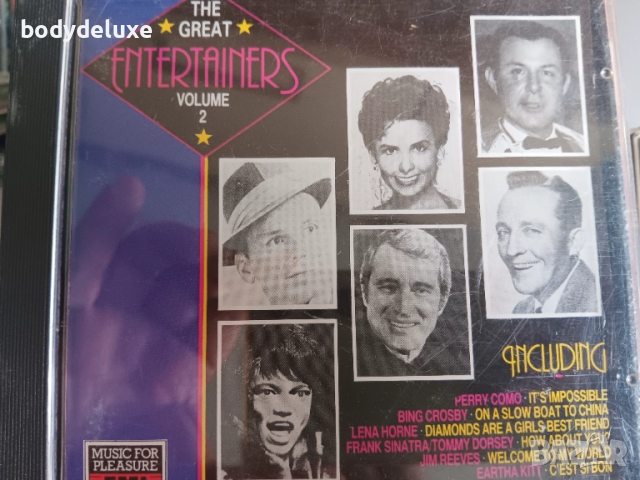 bodydeluxe
THE
GREAT
ENTERTAINERS
VOLUME
2
INCLUDING
PERRY COMO · IT'S IMPOSSIBLE
BING CROSBY · ON A SLOW BOAT TO CHINA
LENA HORNE · DIAMONDS ARE A GIRLS BEST FRIEND
FRANK SINATRA/TOMMY DORSEY · HOW ABOUT YOU?
JIM REEVES · WELCOME TO MY WORLD
EARTHA KITT · C'EST SI BON
MUSIC FOR
PLEASURE
EMI